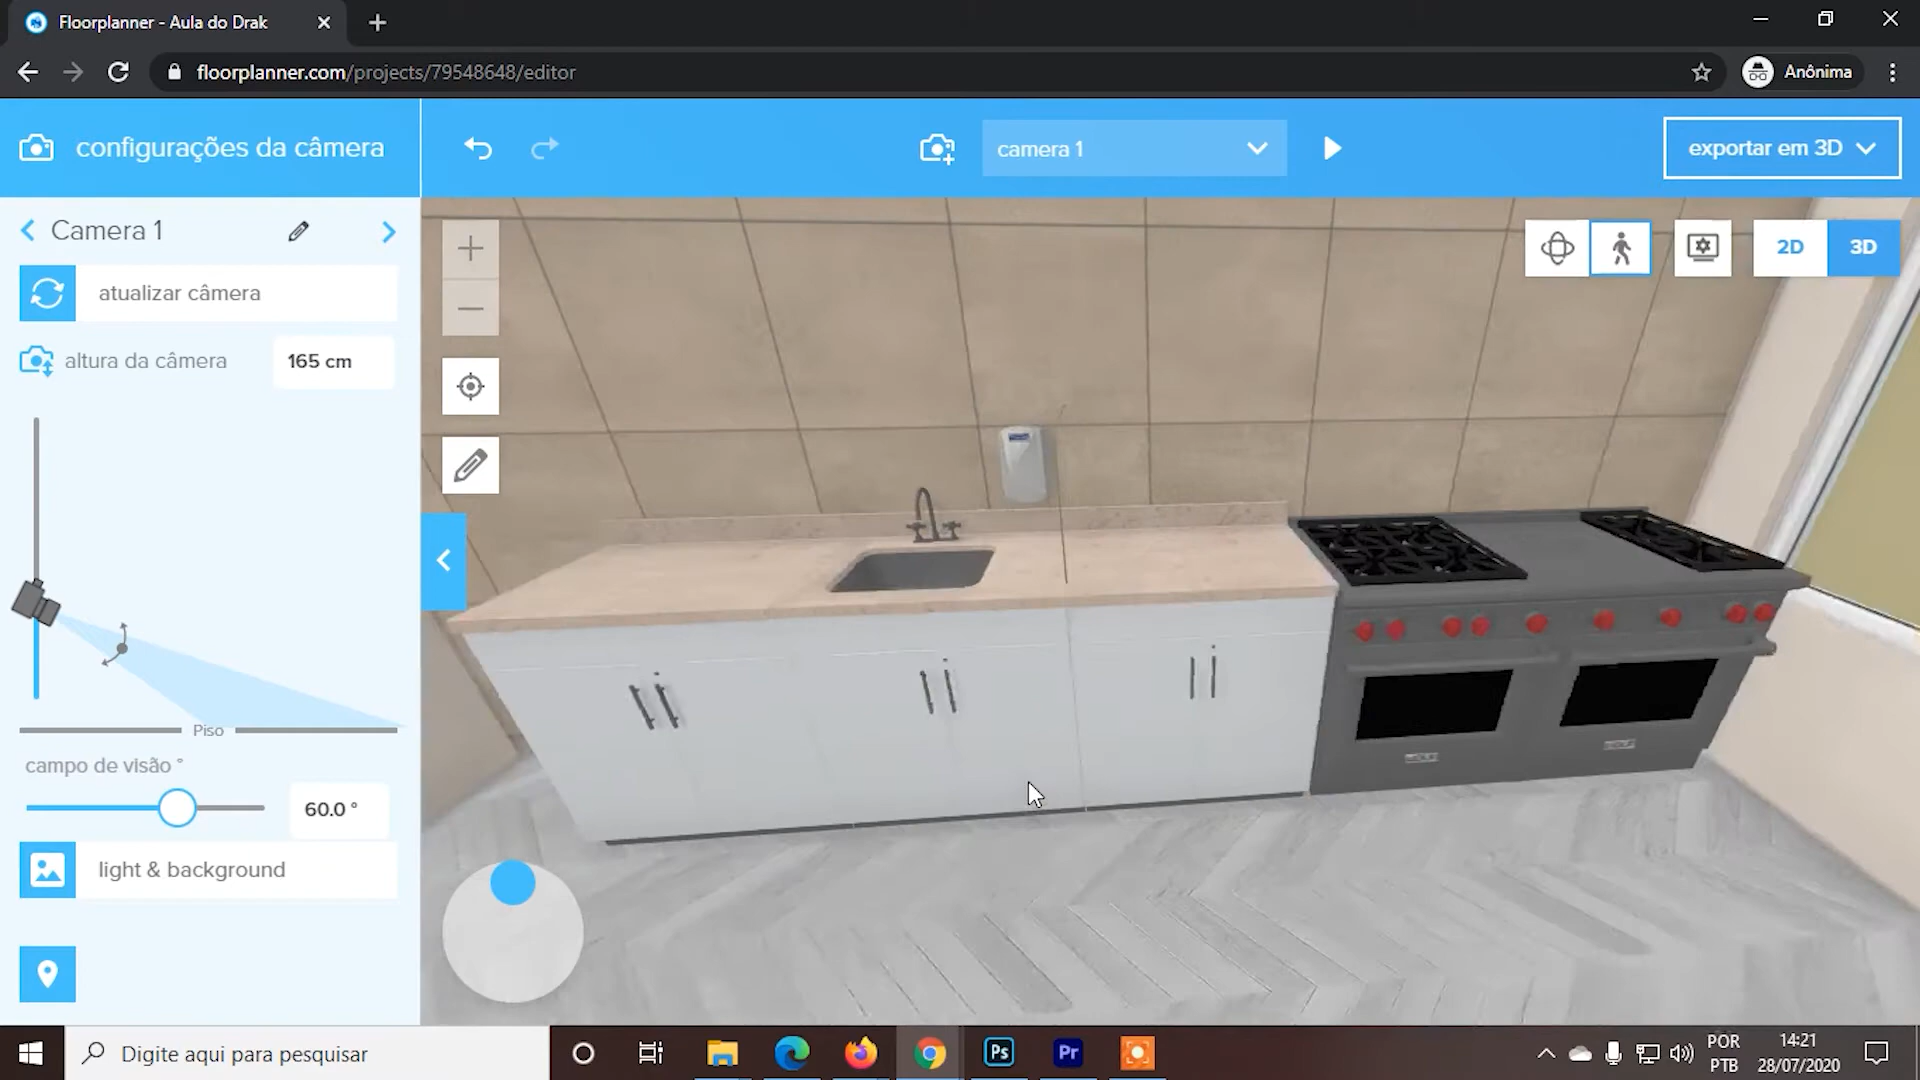 Floorplanner - Aula do Drak
floorplanner.com/projects/79548648/editor
Anônima
configurações da câmera
camera 1
exportar em 3D
Camera 1
2D
3D
atualizar câmera
altura da câmera
165 cm
Piso
campo de visão °
60.0 °
light & background
Digite aqui para pesquisar
Ps
Pr
POR
PTB
14:21
28/07/2020